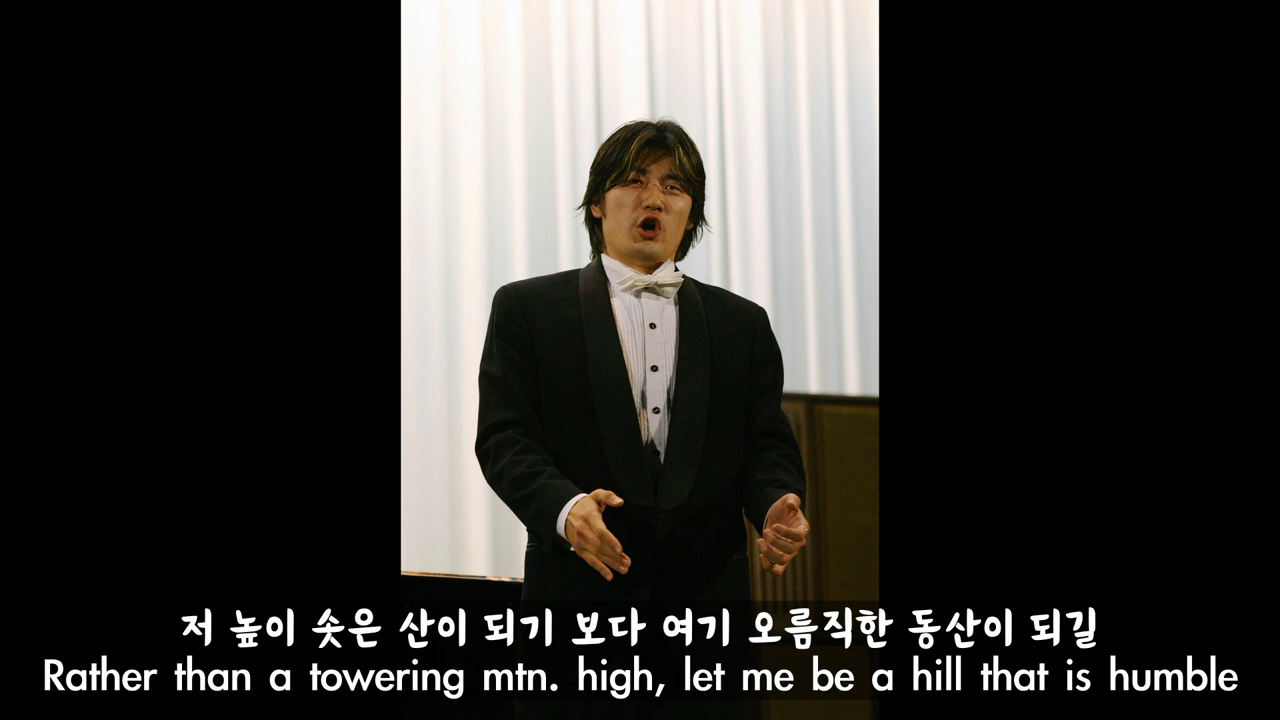 저 높이 솟은 산이 되기 보다 여기 오름직한 동산이 되길
Rather than a towering mtn. high, let me be a hill that is humble